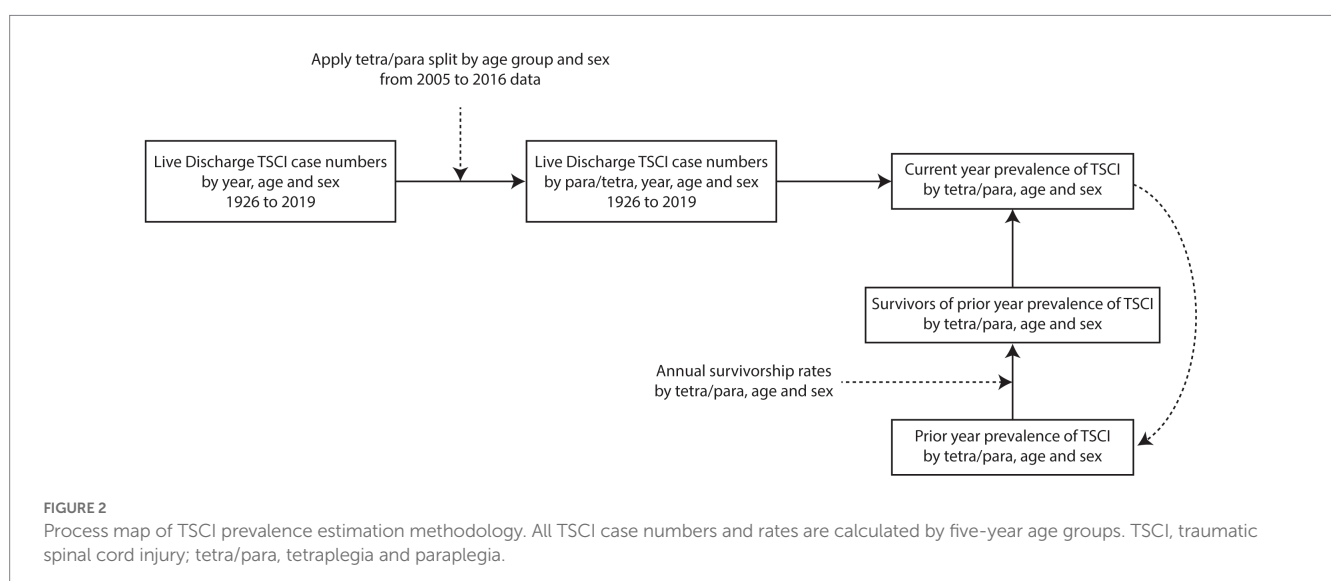 Apply tetra/para split by age group and sex
from 2005 to 2016 data
Live Discharge TSCI case numbers
by year, age and sex
1926 to 2019
Live Discharge TSCI case numbers
by para/tetra, year, age and sex
1926 to 2019
Current year prevalence of TSCI
by tetra/para, age and sex
Survivors of prior year prevalence of TSCI
by tetra/para, age and sex
Annual survivorship rates
by tetra/para, age and sex
Prior year prevalence of TSCI
by tetra/para, age and sex
FIGURE 2
Process map of TSCI prevalence estimation methodology. All TSCI case numbers and rates are calculated by five-year age groups. TSCI, traumatic
spinal cord injury; tetra/para, tetraplegia and paraplegia.